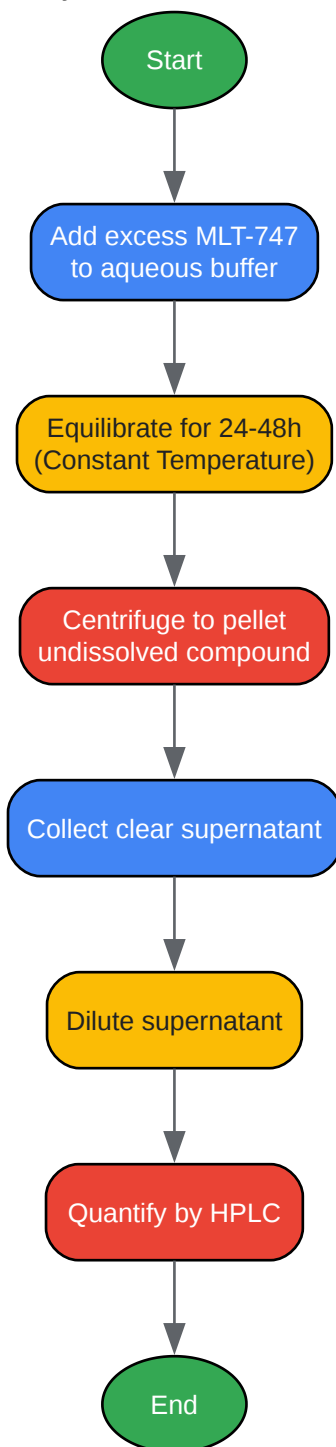 Start
Add excess MLT-747
to aqueous buffer
Equilibrate for 24-48h
(Constant Temperature)
Centrifuge to pellet
undissolved compound
Collect clear supernatant
Dilute supernatant
Quantify by HPLC
End